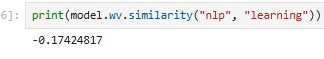 6]: print(model.wv.similarity("nlp", "learning"))
-0.17424817